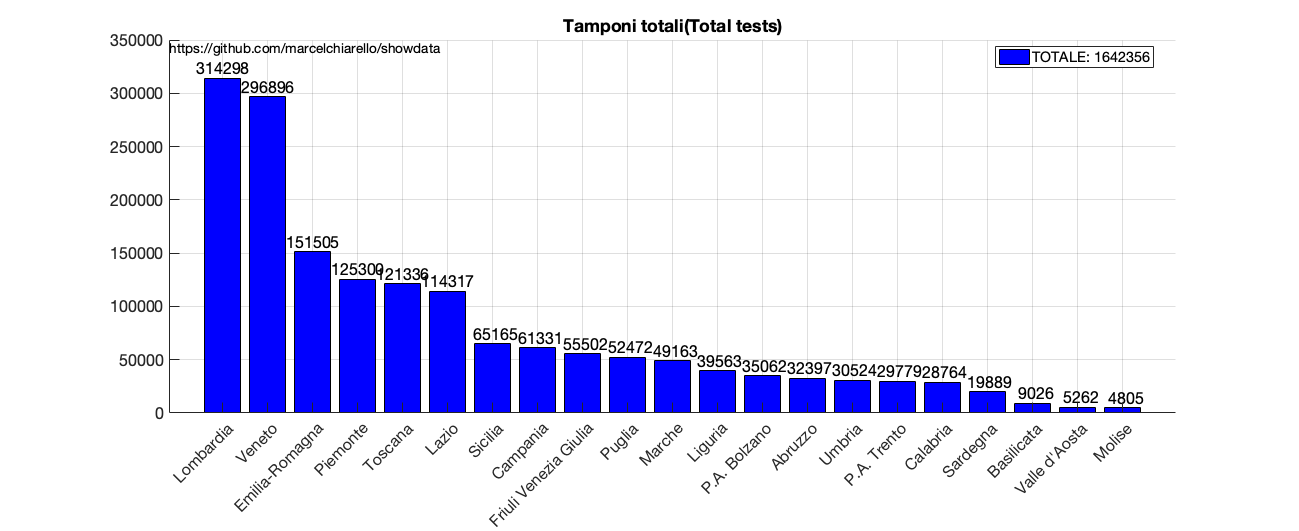 Tamponi totali(Total tests)
https://github.com/marcelchiarello/showdata
TOTALE: 1642356
350000
300000
250000
200000
150000
100000
50000
0
314298
296896
151505
125300
121336
114317
65165
61331
55502
52472
49163
39563
35062
32397
30524
29779
28764
19889
9026
5262
4805
Lombardia
Veneto
Emilia-Romagna
Piemonte
Toscana
Lazio
Sicilia
Campania
Friuli Venezia Giulia
Puglia
Marche
Liguria
P.A. Bolzano
Abruzzo
Umbria
P.A. Trento
Calabria
Sardegna
Basilicata
Valle d'Aosta
Molise